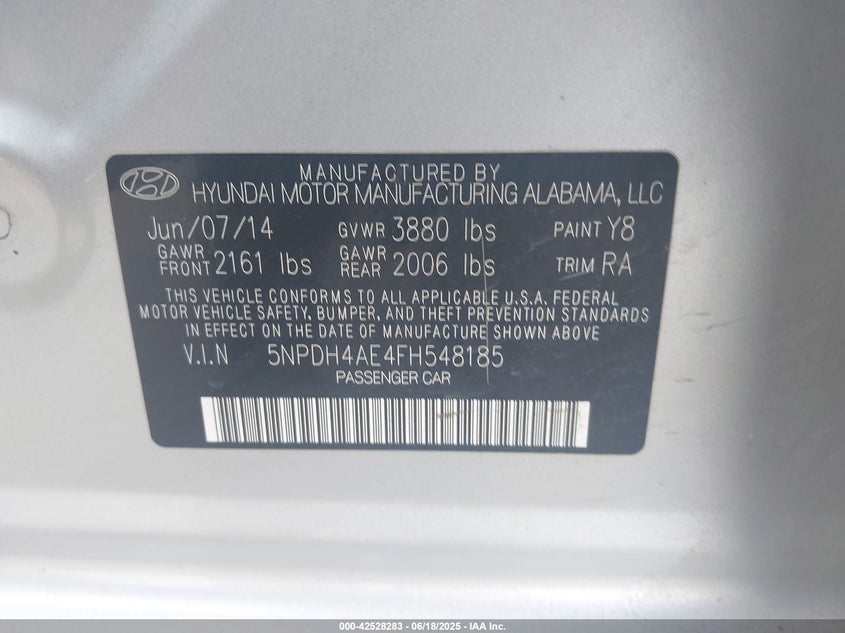 MANUFACTURED BY
HYUNDAI MOTOR MANUFACTURING ALABAMA, LLC
Jun/07/14 GVWR 3880 lbs PAINT Y8
GAWR FRONT 2161 lbs GAWR REAR 2006 lbs TRIM RA
THIS VEHICLE CONFORMS TO ALL APPLICABLE U.S.A. FEDERAL
MOTOR VEHICLE SAFETY, BUMPER, AND THEFT PREVENTION STANDARDS
IN EFFECT ON THE DATE OF MANUFACTURE SHOWN ABOVE
V.I.N 5NPDH4AE4FH548185
PASSENGER CAR
000-42528283 - 06/18/2025 - IAA Inc.